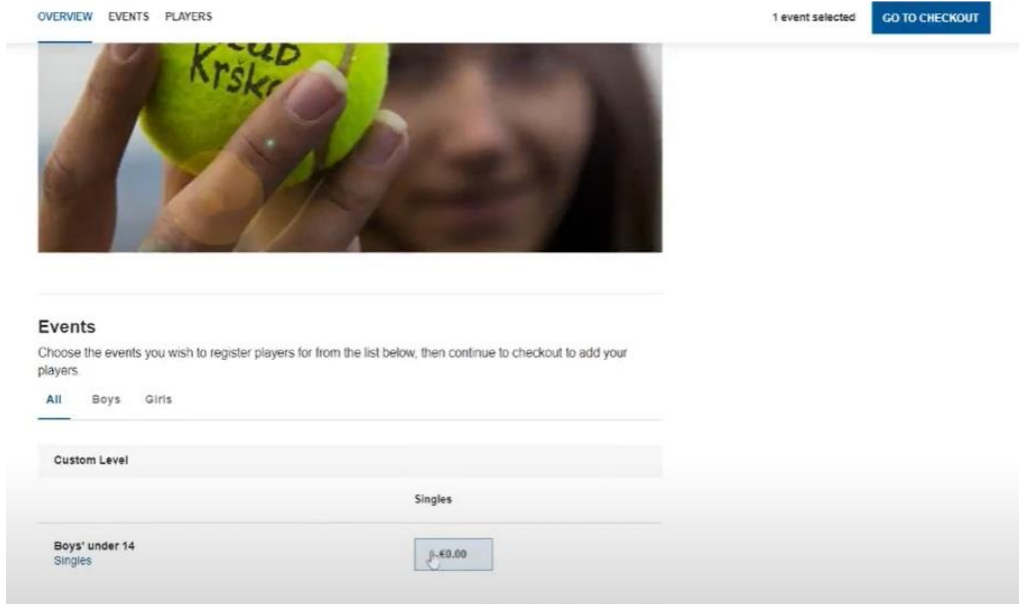 OVERVIEW EVENTS PLAYERS
1 event selected GO TO CHECKOUT
Krško
Events
Choose the events you wish to register players for from the list below, then continue to checkout to add your
players.
All Boys Girls
Custom Level
Singles
Boys' under 14
Singles
€0.00